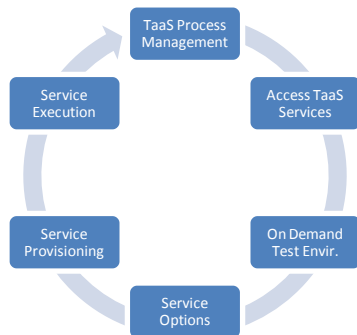 TaaS Process
Management
Access TaaS
Services
On Demand
Test Envir.
Service
Options
Service
Provisioning
Service
Execution